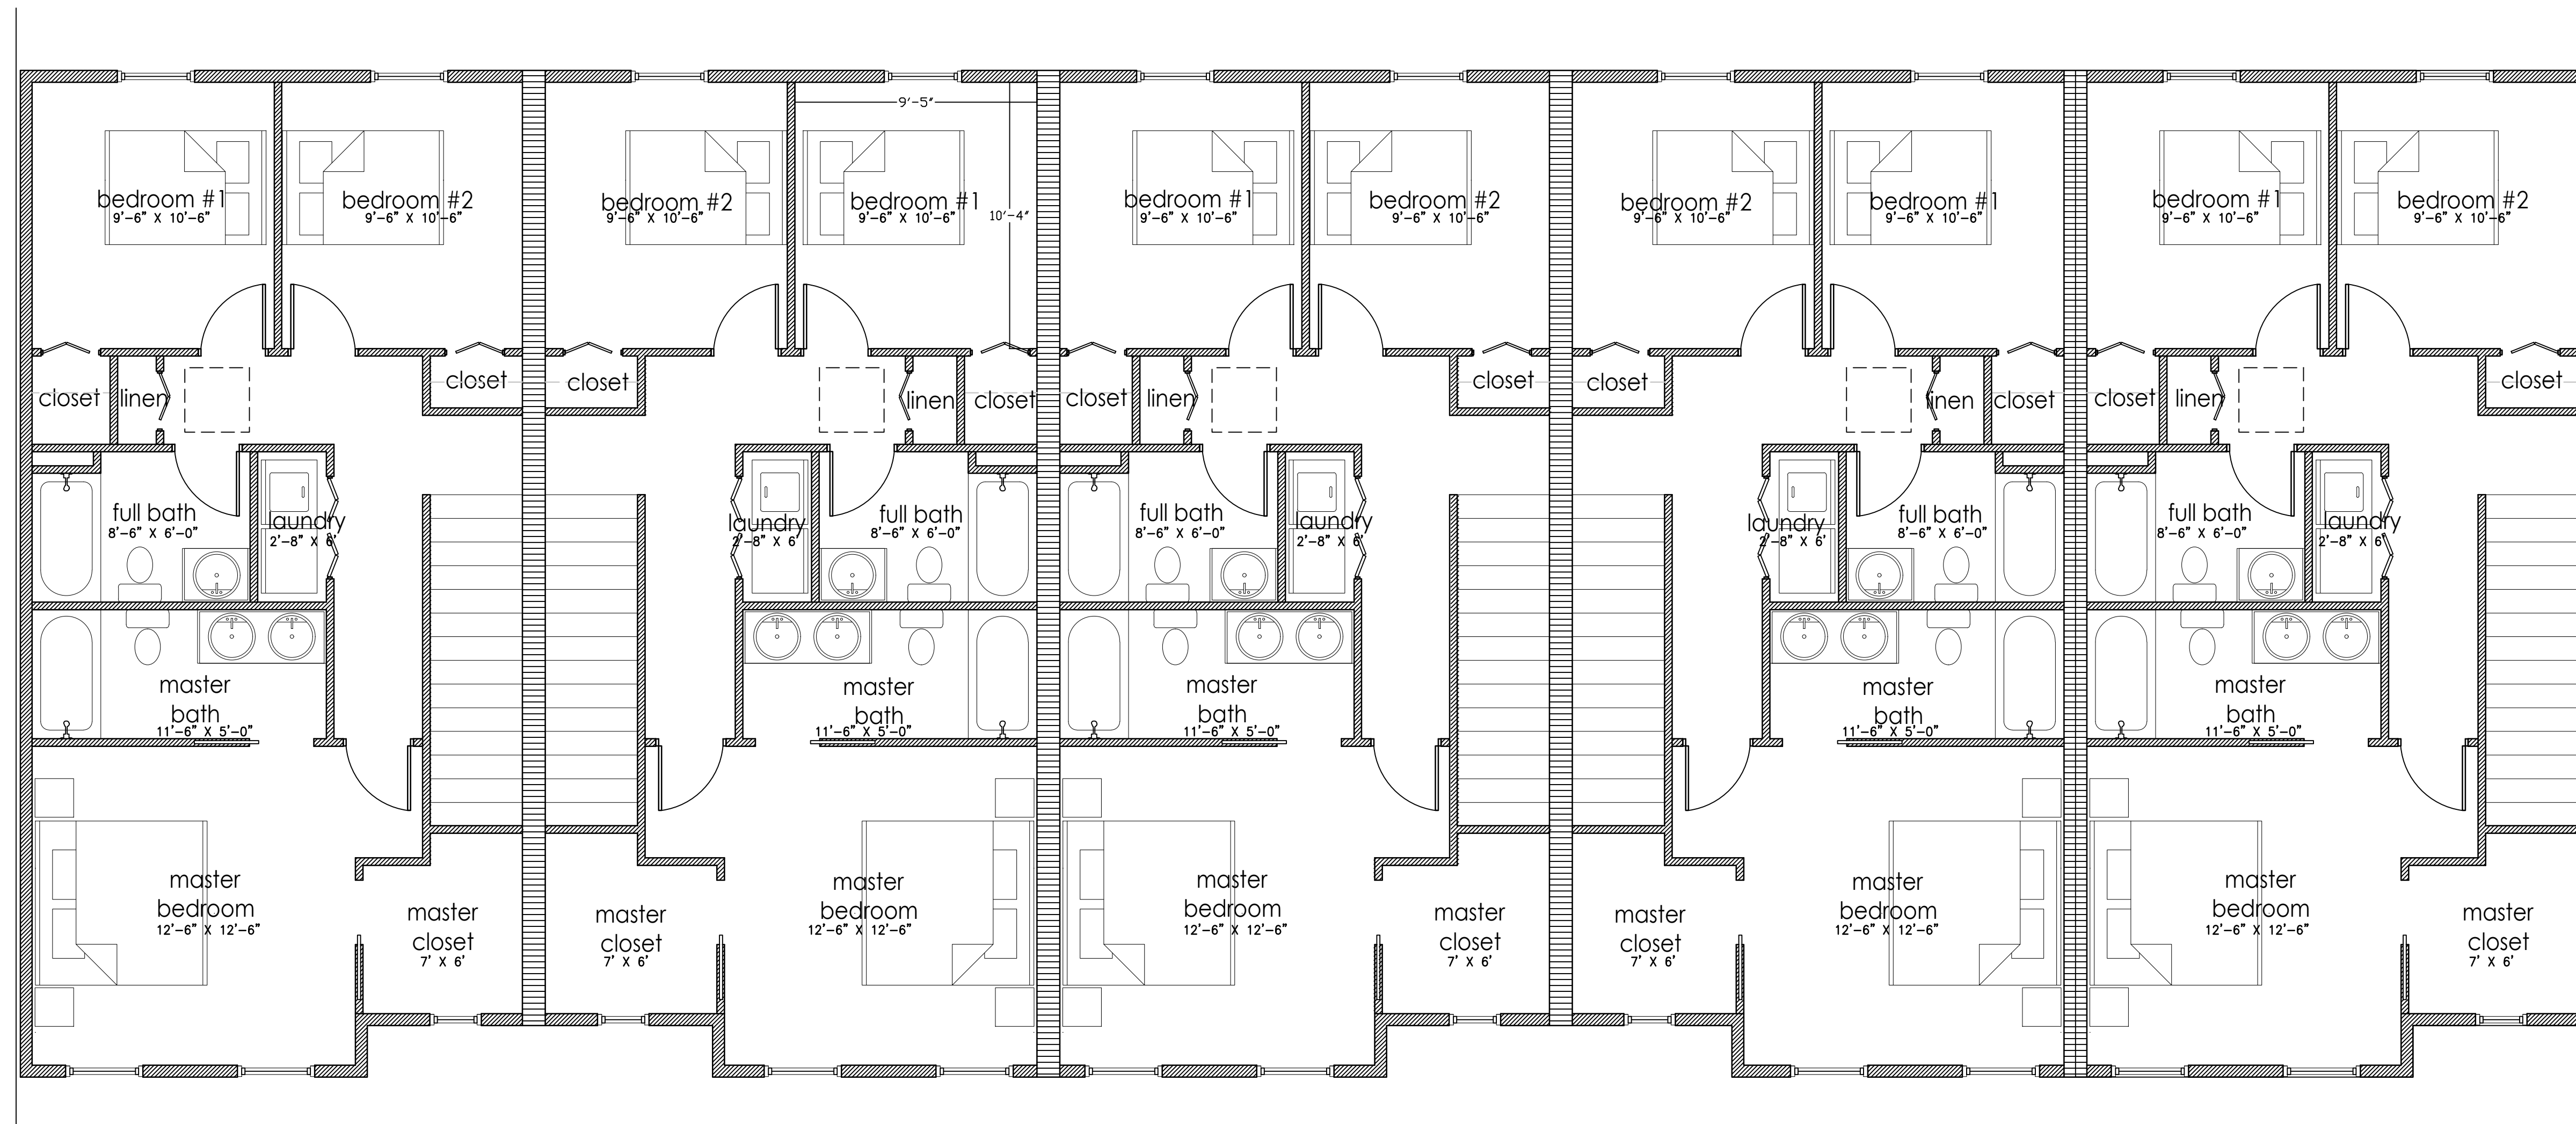 9'-5"
bedroom #1
9'-6" X 10'-6"
bedroom #2
9'-6" X 10'-6"
bedroom #2
9'-6" X 10'-6"
bedroom #1
9'-6" X 10'-6"
10'-4"
bedroom #1
9'-6" X 10'-6"
bedroom #2
9'-6" X 10'-6"
bedroom #2
9'-6" X 10'-6"
bedroom #1
9'-6" X 10'-6"
bedroom #1
9'-6" X 10'-6"
bedroom #2
9'-6" X 10'-6"
closet
linen
closet
closet
linen
closet
closet
linen
closet
closet
linen
closet
closet
linen
closet
full bath
8'-6" X 6'-0"
laundry
2'-8" X 6'
laundry
2'-8" X 6'
full bath
8'-6" X 6'-0"
full bath
8'-6" X 6'-0"
laundry
2'-8" X 6'
laundry
2'-8" X 6'
full bath
8'-6" X 6'-0"
full bath
8'-6" X 6'-0"
laundry
2'-8" X 6'
master
bath
11'-6" X 5'-0"
master
bath
11'-6" X 5'-0"
master
bath
11'-6" X 5'-0"
master
bath
11'-6" X 5'-0"
master
bath
11'-6" X 5'-0"
master
bedroom
12'-6" X 12'-6"
master
closet
7' X 6'
master
closet
7' X 6'
master
bedroom
12'-6" X 12'-6"
master
bedroom
12'-6" X 12'-6"
master
closet
7' X 6'
master
closet
7' X 6'
master
bedroom
12'-6" X 12'-6"
master
bedroom
12'-6" X 12'-6"
master
closet
7' X 6'